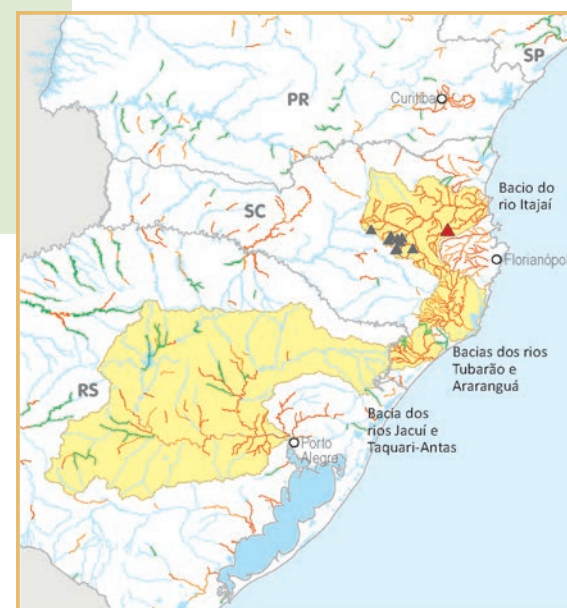 SP
PR
Curitiba
Bacio do
rio Itajaí
SC
Florianópol
Bacias dos rios
Tubarão e
Araranguá
RS
Bacia dos
rios Jacuí e
Taquari-Antas
Porto
Alegre